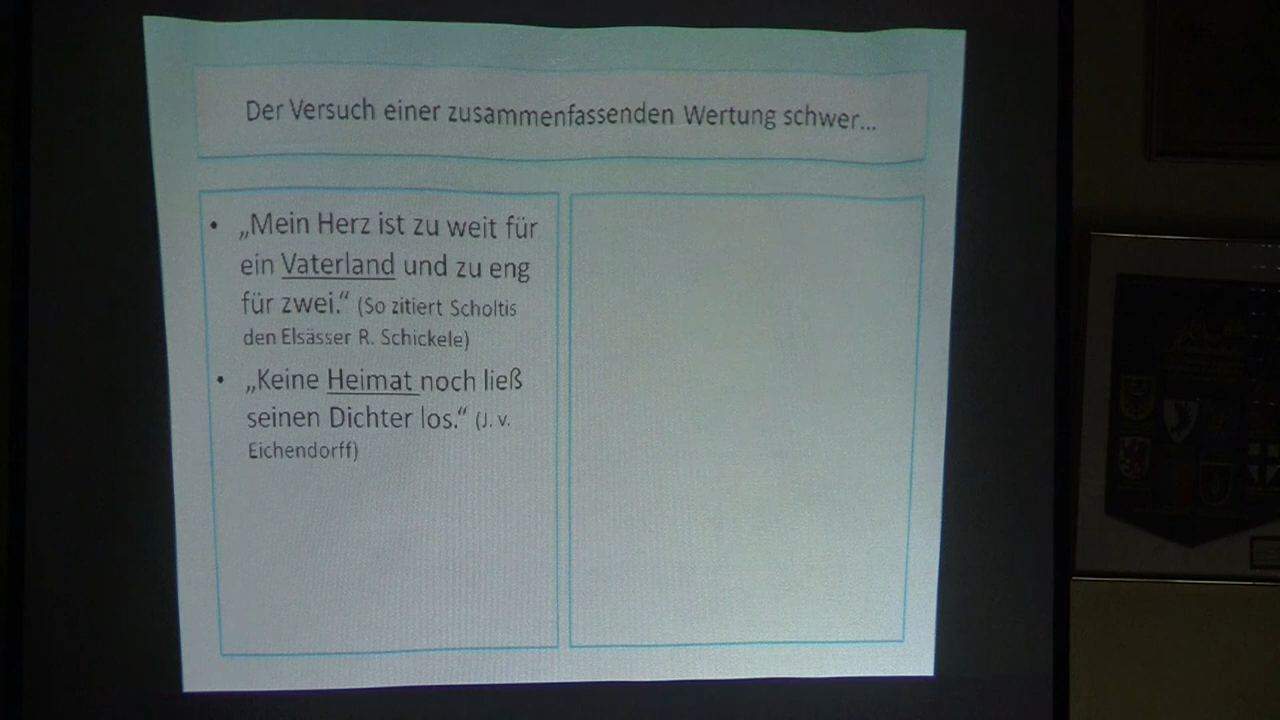 Der Versuch einer zusammenfassenden Wertung schwer...
• „Mein Herz ist zu weit für
ein Vaterland und zu eng
für zwei.“ (So zitiert Scholtis
den Elsässer R. Schickele)
• „Keine Heimat noch ließ
seinen Dichter los.“ (J. v.
Eichendorff)